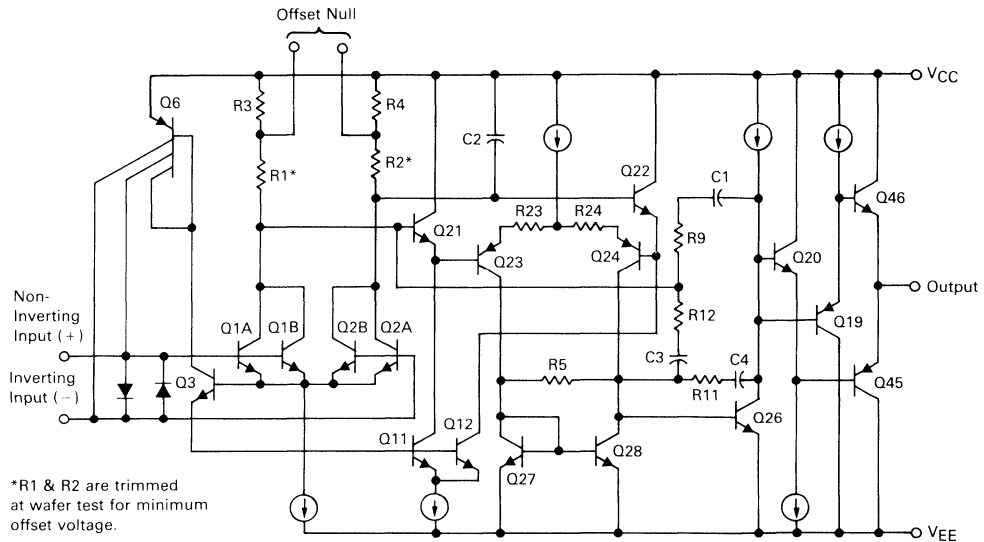 Offset Null
VCC
Q6
R3
R4
C2
R1*
R2*
Q22
C1
Q46
R23
R24
Q21
Q23
Q24
R9
Q20
Output
Non-
Inverting
Input (+)
Q1A
Q1B
Q2B
Q2A
R12
Q19
Inverting
Input (−)
Q3
R5
C3
C4
R11
Q45
Q26
Q11
Q12
Q27
Q28
*R1 & R2 are trimmed
at wafer test for minimum
offset voltage.
VEE